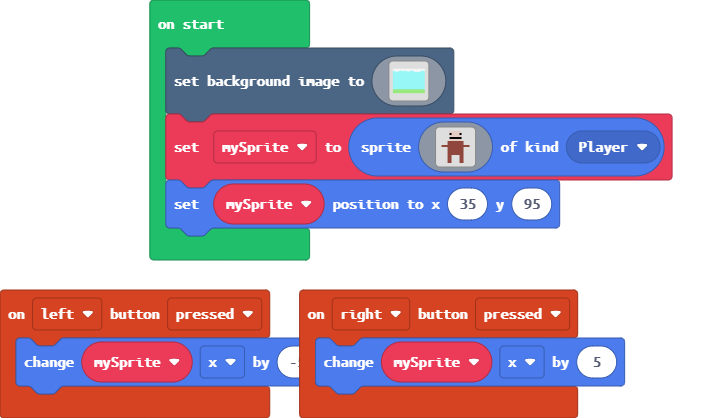 on start
set background image to
set mySprite to sprite of kind Player
set mySprite position to x 35 y 95
on left button pressed
change mySprite x by
on right button pressed
change mySprite x by 5